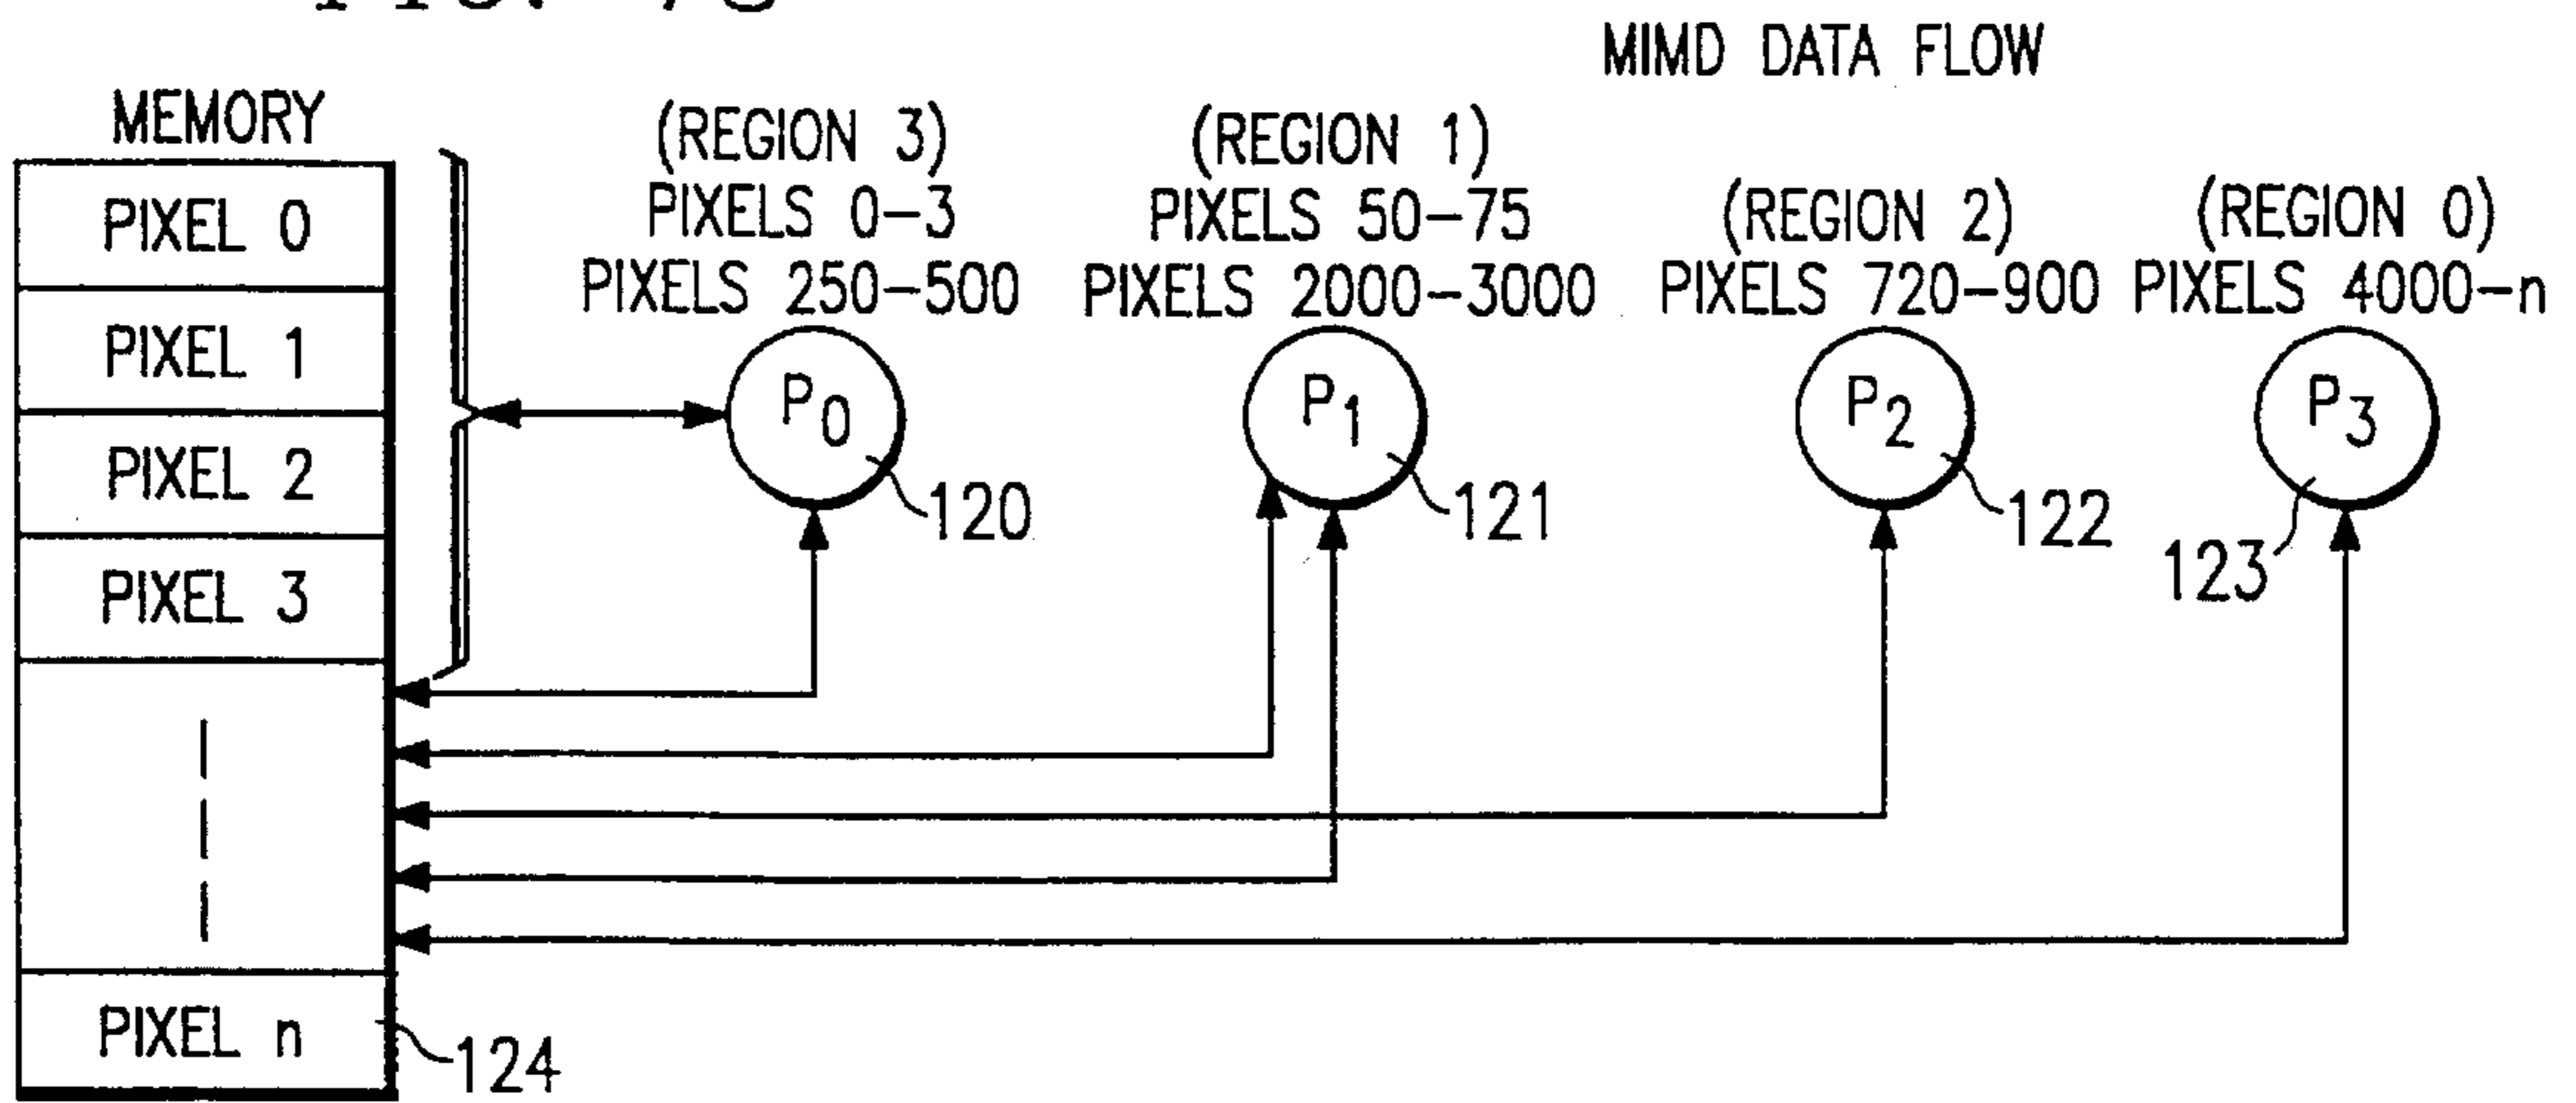 MIMD DATA FLOW
MEMORY
PIXEL 0
PIXEL 1
PIXEL 2
PIXEL 3
PIXEL n
124
(REGION 3)
PIXELS 0-3
PIXELS 250-500
P0
120
(REGION 1)
PIXELS 50-75
PIXELS 2000-3000
P1
121
(REGION 2)
PIXELS 720-900
P2
122
(REGION 0)
PIXELS 4000-n
P3
123